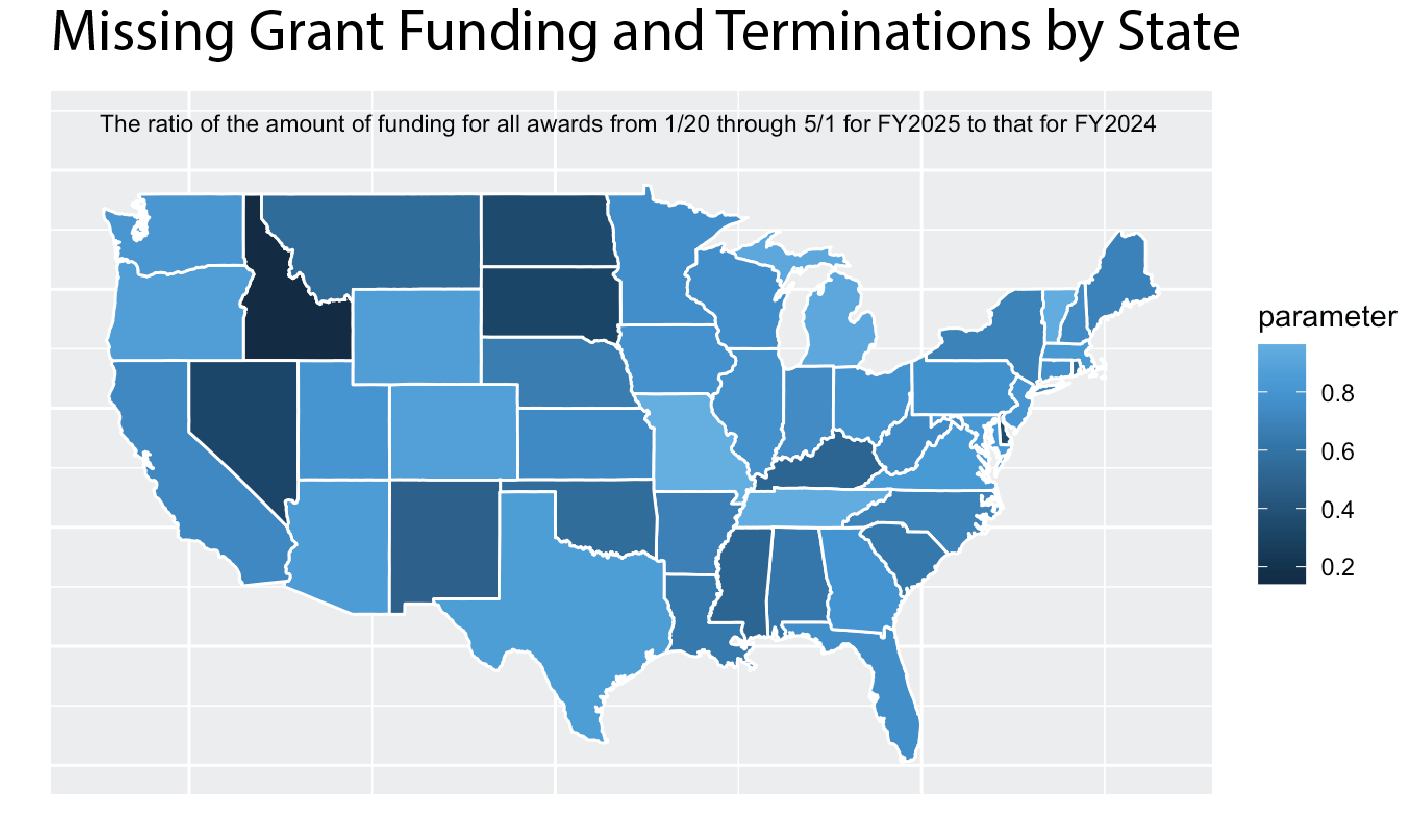 Missing Grant Funding and Terminations by State
The ratio of the amount of funding for all awards from 1/20 through 5/1 for FY2025 to that for FY2024
parameter
0.8
0.6
0.4
0.2